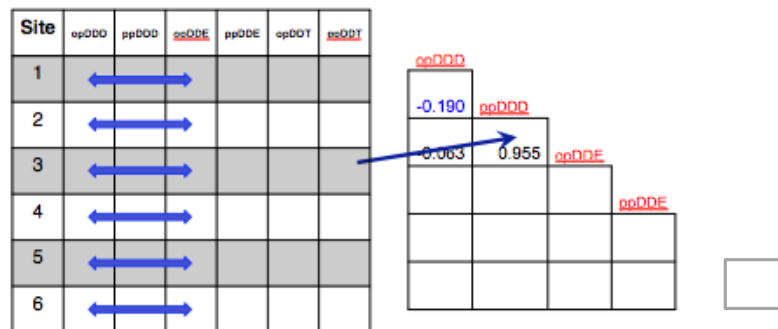 Site opDDD ppDDD opDDE ppDDE opDDT ppDDT
1
2
3
4
5
6
opDDD
-0.190 ppDDD
-0.063 0.955 opDDE
ppDDE